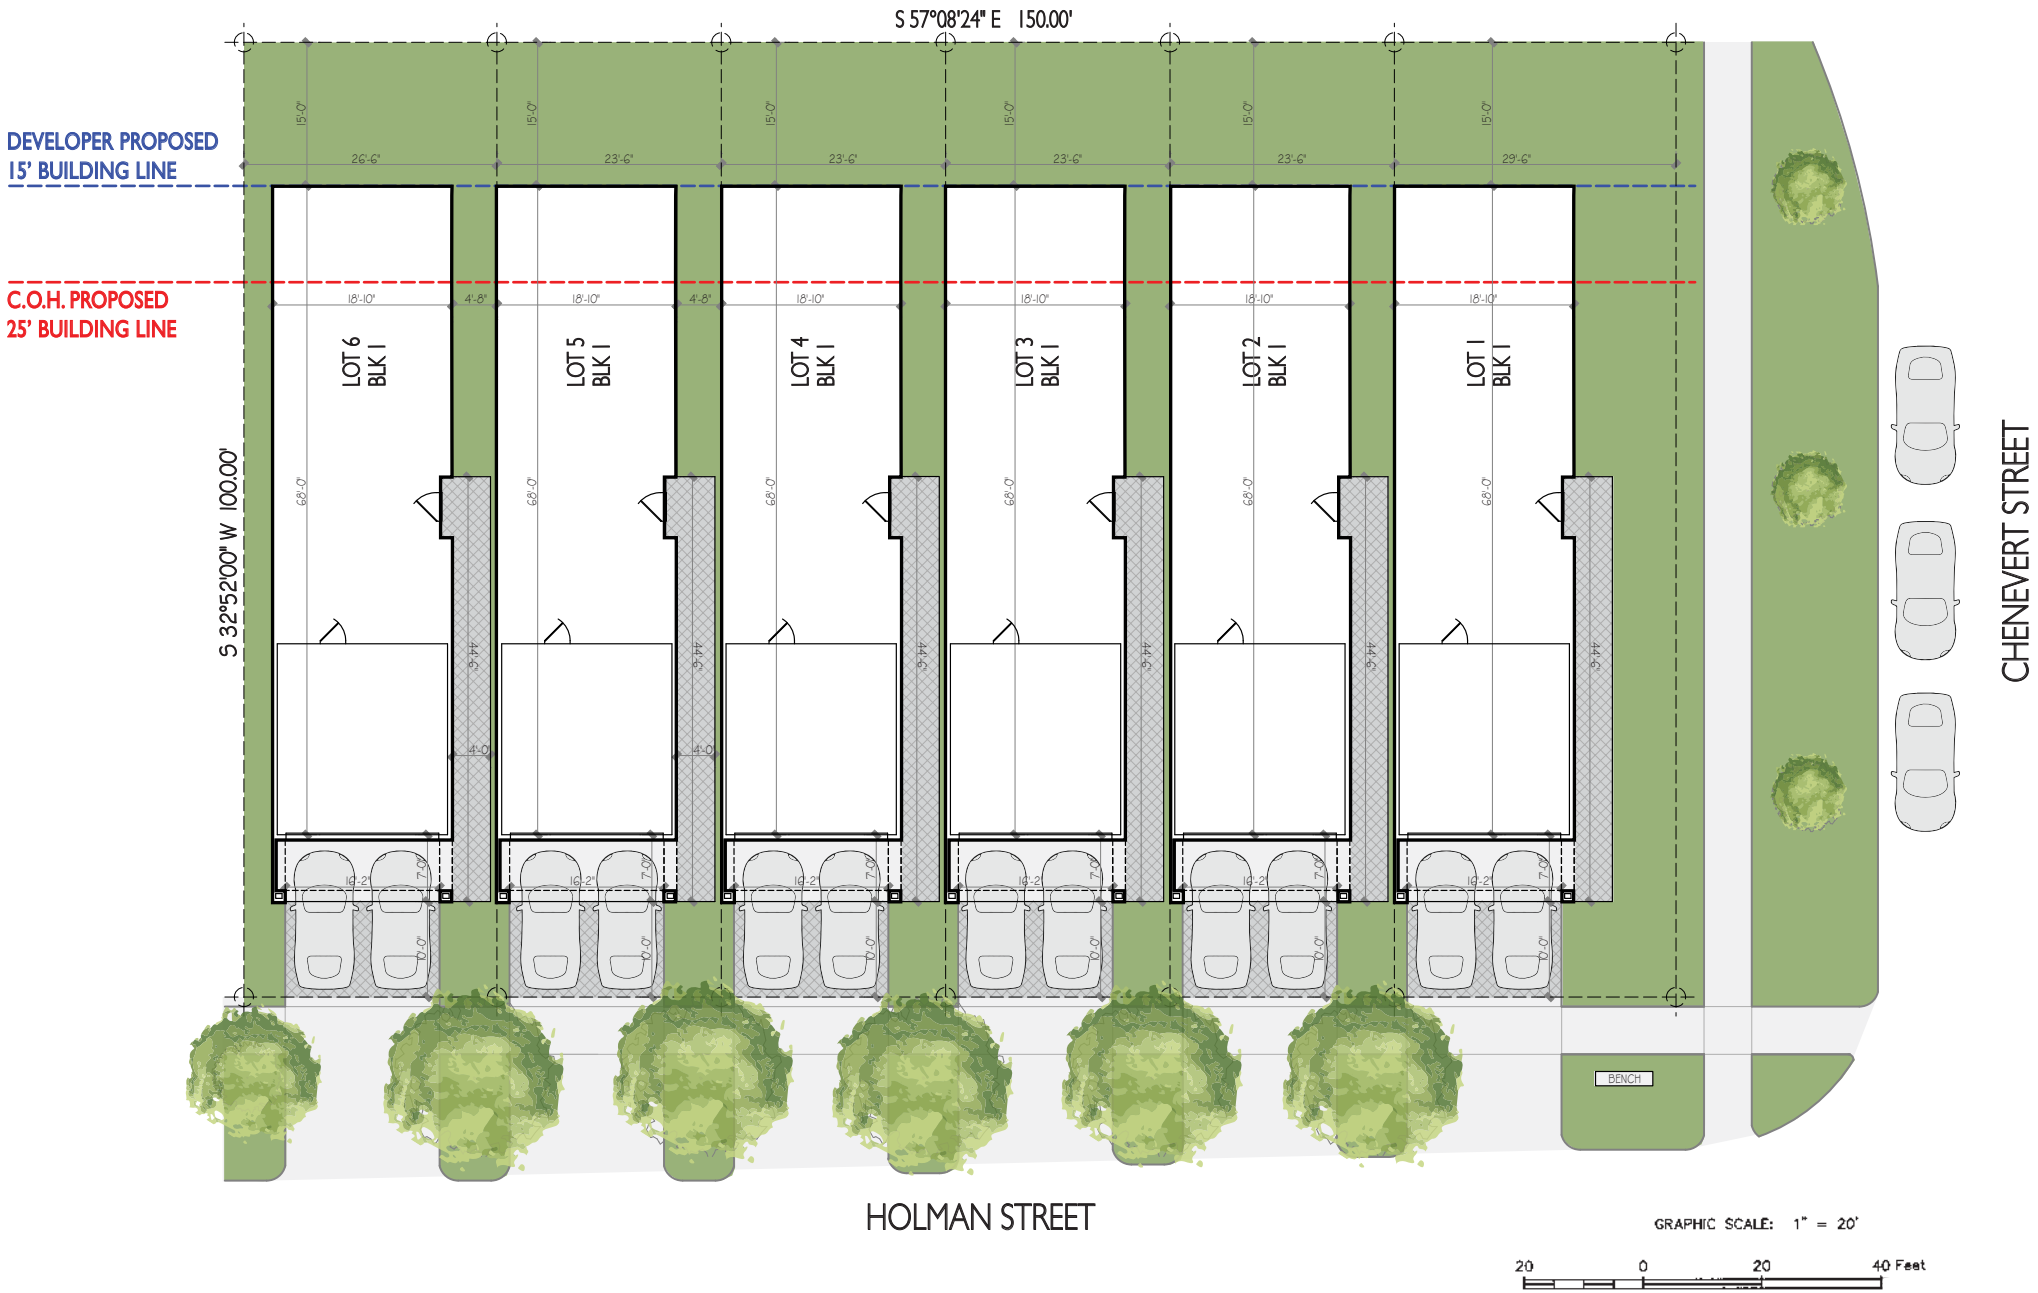 S 57°08'24" E 150.00'
15'-0"
15'-0"
15'-0"
15'-0"
15'-0"
15'-0"
DEVELOPER PROPOSED
15' BUILDING LINE
26'-6"
23'-6"
23'-6"
23'-6"
23'-6"
29'-6"
C.O.H. PROPOSED
25' BUILDING LINE
18'-10"
4'-8"
18'-10"
4'-8"
18'-10"
18'-10"
18'-10"
18'-10"
LOT 6
BLK 1
LOT 5
BLK 1
LOT 4
BLK 1
LOT 3
BLK 1
LOT 2
BLK 1
LOT 1
BLK 1
S 32°52'00" W 100.00'
68'-0"
68'-0"
68'-0"
68'-0"
68'-0"
68'-0"
CHENEVERT STREET
44'-6"
44'-6"
44'-6"
44'-6"
44'-6"
44'-6"
4'-0"
4'-0"
7'-0"
7'-0"
7'-0"
7'-0"
7'-0"
7'-0"
16'-2"
16'-2"
16'-2"
16'-2"
16'-2"
16'-2"
10'-0"
10'-0"
10'-0"
10'-0"
10'-0"
10'-0"
BENCH
HOLMAN STREET
GRAPHIC SCALE: 1" = 20'
20 0 20 40 Feet